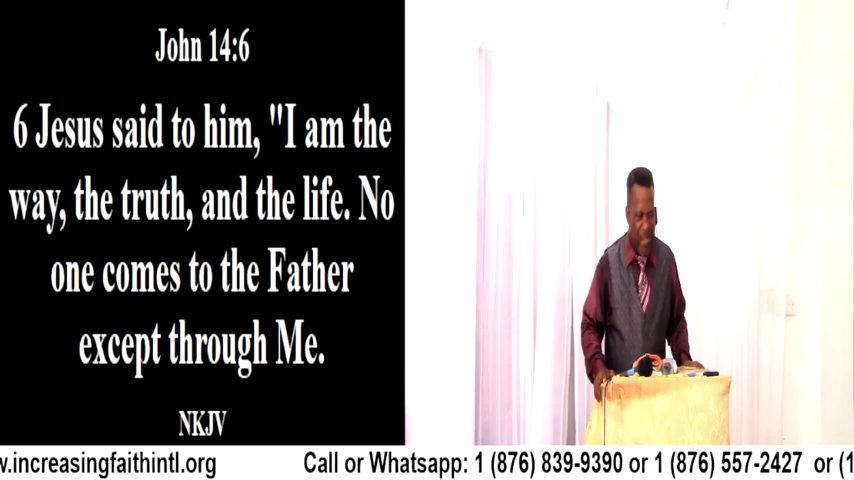 John 14:6
6 Jesus said to him, "I am the
way, the truth, and the life. No
one comes to the Father
except through Me.
NKJV
w.increasingfaithintl.org Call or Whatsapp: 1 (876) 839-9390 or 1 (876) 557-2427 or (1